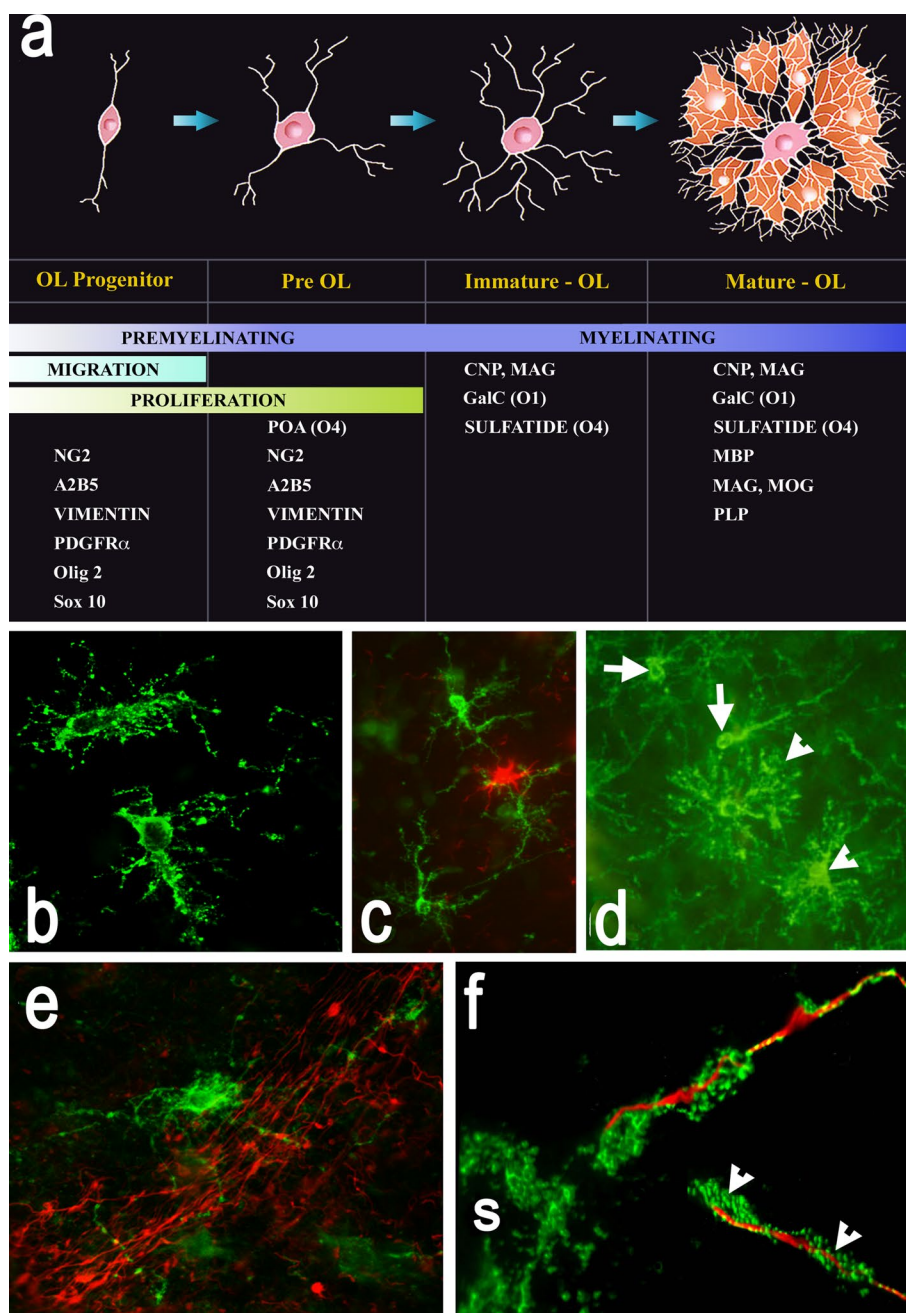 a
OL Progenitor Pre OL Immature - OL Mature - OL
PREMYELINATING MYELINATING
MIGRATION CNP, MAG CNP, MAG
PROLIFERATION GalC (O1) GalC (O1)
POA (O4) SULFATIDE (O4) SULFATIDE (O4)
NG2 NG2 MBP
A2B5 A2B5 MAG, MOG
VIMENTIN VIMENTIN PLP
PDGFRα PDGFRα
Olig 2 Olig 2
Sox 10 Sox 10
b c d
e f
s